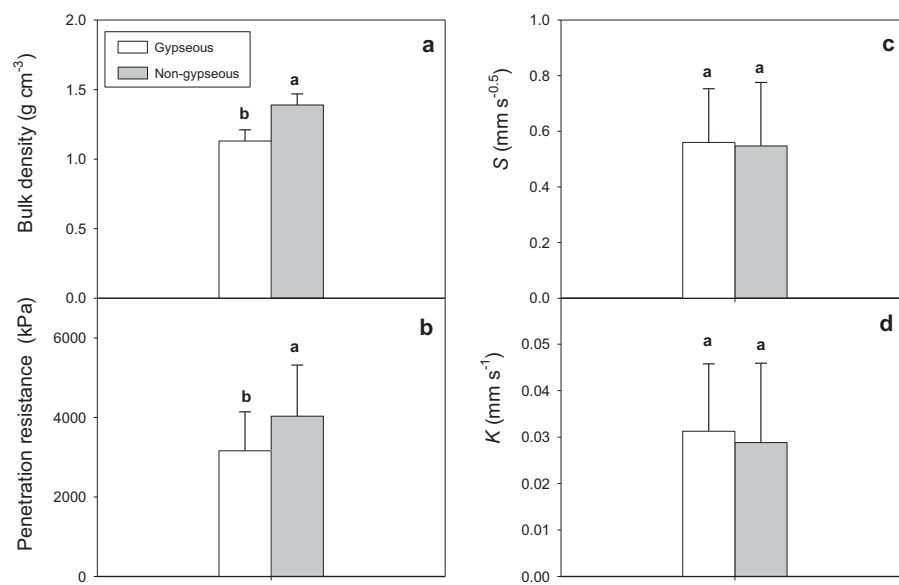 2.0
1.5
1.0
0.5
0.0
Bulk density (g cm⁻³)
Gypseous
Non-gypseous
a
b
a
6000
4000
2000
0
Penetration resistance (kPa)
b
b
a
1.0
0.8
0.6
0.4
0.2
0.0
S (mm s⁻⁰·⁵)
c
a
a
0.05
0.04
0.03
0.02
0.01
0.00
K (mm s⁻¹)
d
a
a